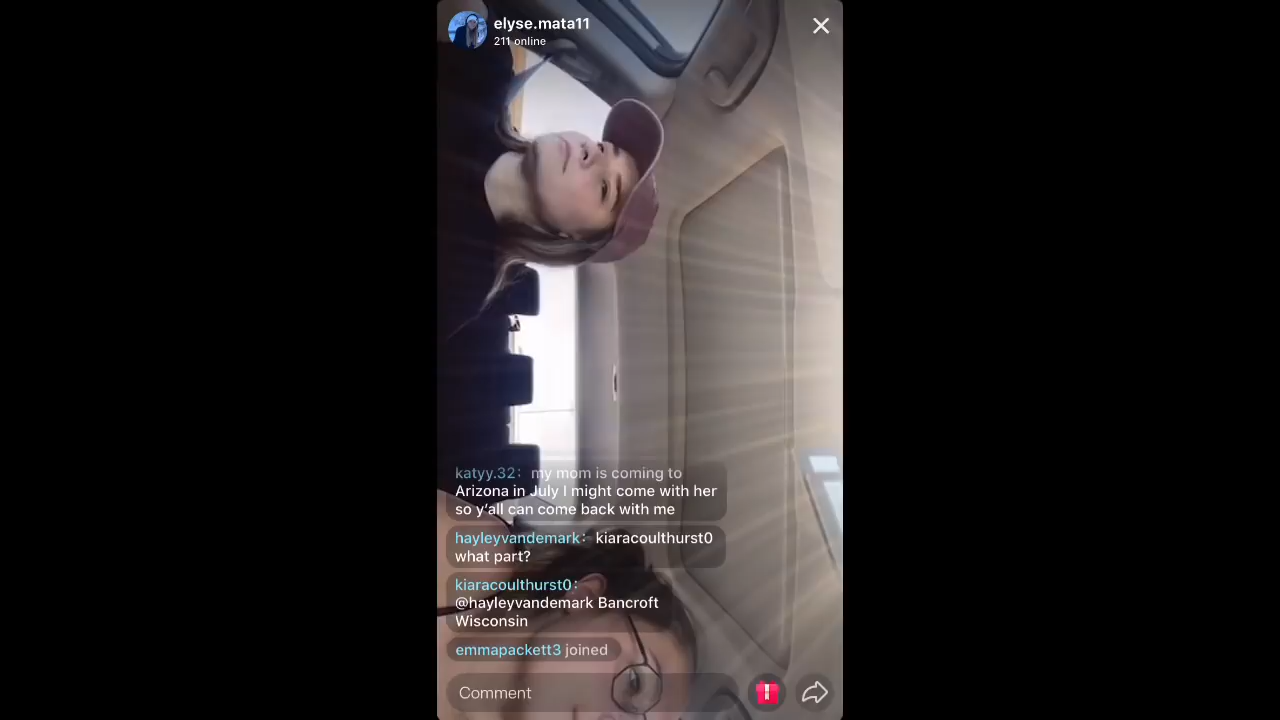 elyse.mata11
211 online
katyy.32: my mom is coming to
Arizona in July I might come with her
so y'all can come back with me
hayleyvandemark: kiaracoulthurst0
what part?
kiaracoulthurst0:
@hayleyvandemark Bancroft
Wisconsin
emmapackett3 joined
Comment